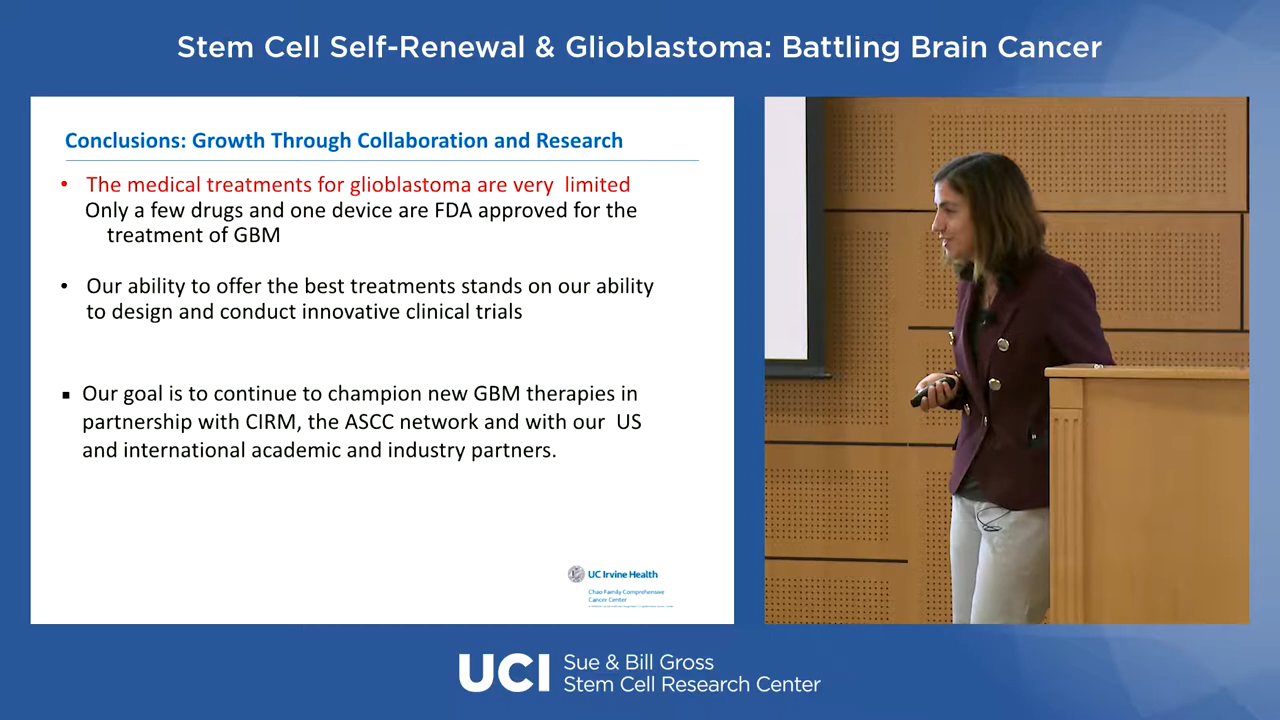 Stem Cell Self-Renewal & Glioblastoma: Battling Brain Cancer
Conclusions: Growth Through Collaboration and Research
• The medical treatments for glioblastoma are very limited
Only a few drugs and one device are FDA approved for the
treatment of GBM
• Our ability to offer the best treatments stands on our ability
to design and conduct innovative clinical trials
▪ Our goal is to continue to champion new GBM therapies in
partnership with CIRM, the ASCC network and with our US
and international academic and industry partners.
UC Irvine Health
Chao Family Comprehensive
Cancer Center
UCI
Sue & Bill Gross
Stem Cell Research Center